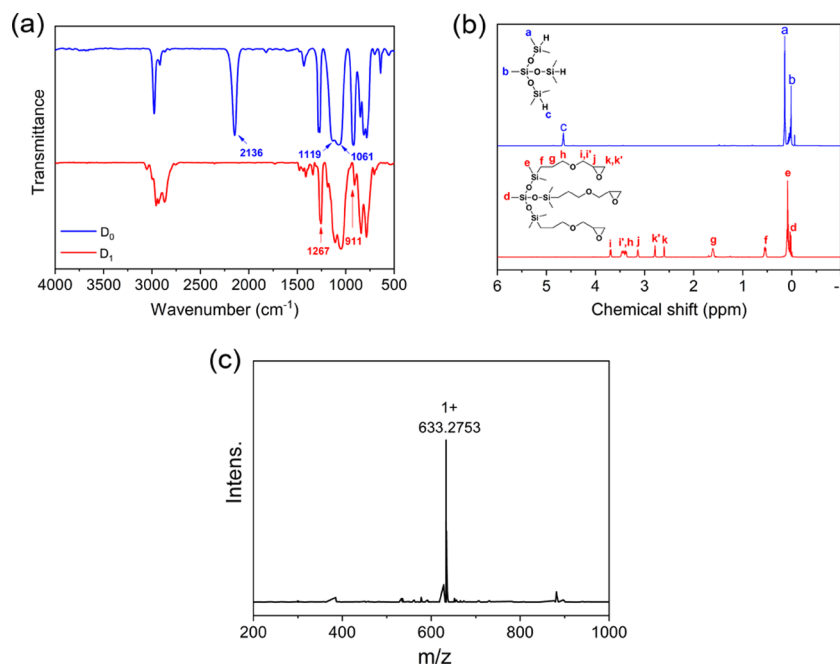 (a)
Transmittance
2136
1119
1061
1267
911
D0
D1
4000 3500 3000 2500 2000 1500 1000 500
Wavenumber (cm-1)
(b)
a
H
Si
O
b Si O Si H
O
Si
H
c
a
b
c
e f g h i,i' j k,k'
Si O O
O
d Si O Si O O
O
Si O O
e
d
i i',h j k' k g f
6 5 4 3 2 1 0 -
Chemical shift (ppm)
(c)
Intens.
1+
633.2753
200 400 600 800 1000
m/z